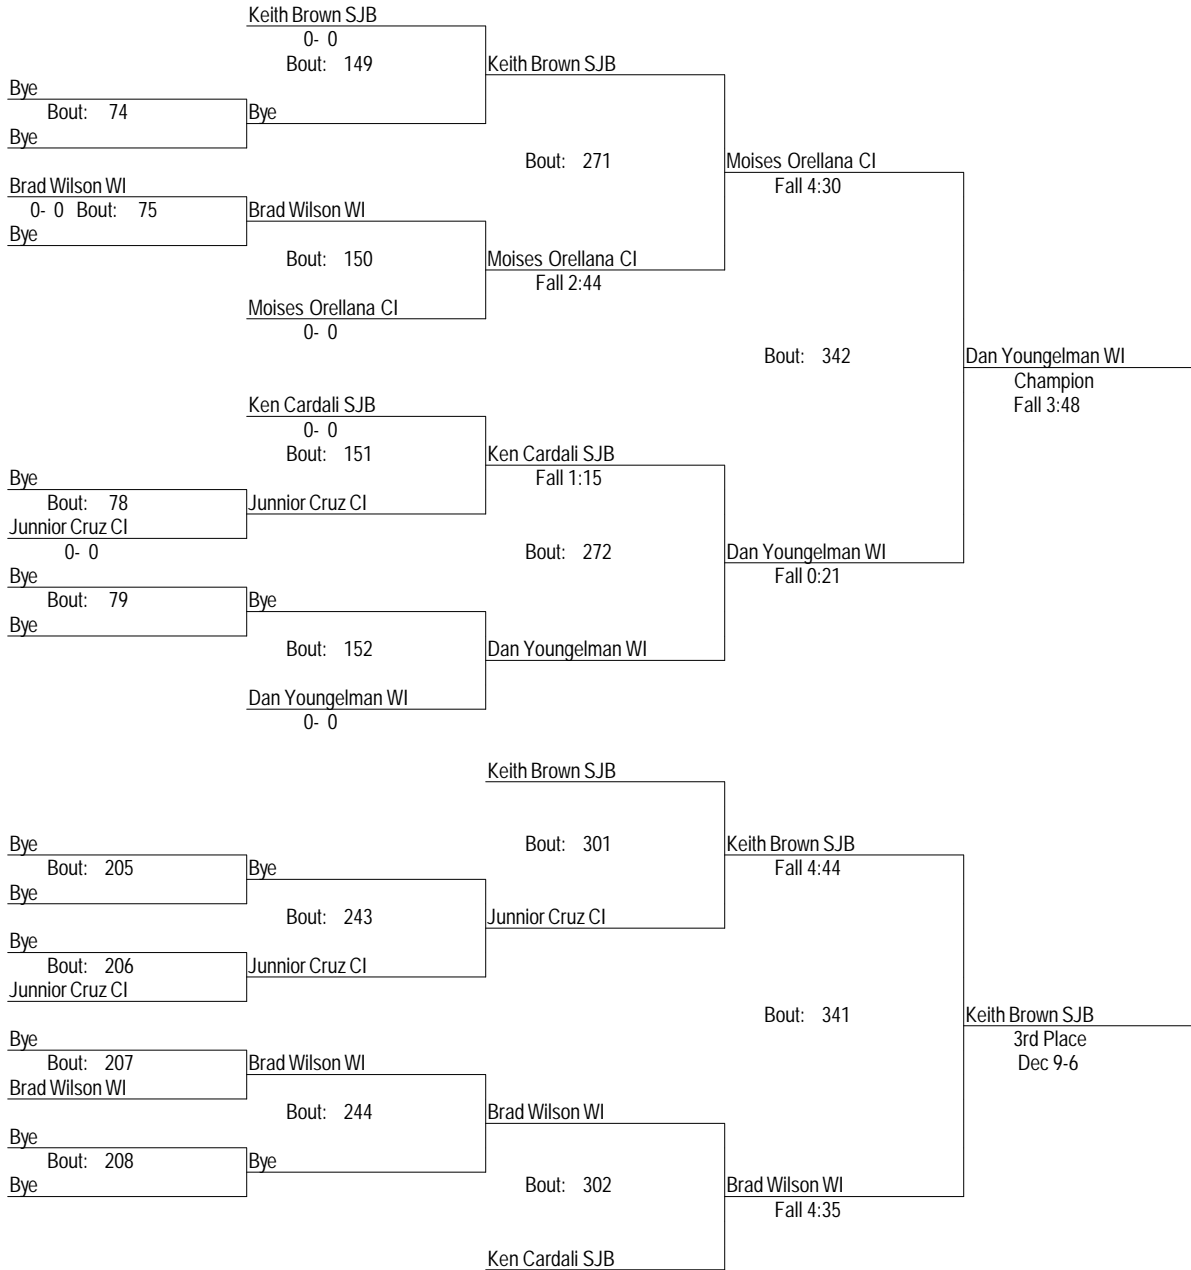 Keith Brown SJB
0- 0
Bout: 149
Keith Brown SJB
Bye
Bout: 74
Bye
Bye
Bout: 271
Moises Orellana CI
Fall 4:30
Brad Wilson WI
0- 0 Bout: 75
Brad Wilson WI
Bye
Bout: 150
Moises Orellana CI
Fall 2:44
Moises Orellana CI
0- 0
Bout: 342
Dan Youngelman WI
Champion
Fall 3:48
Ken Cardali SJB
0- 0
Bout: 151
Ken Cardali SJB
Fall 1:15
Bye
Bout: 78
Junnior Cruz CI
Junnior Cruz CI
0- 0
Bout: 272
Dan Youngelman WI
Fall 0:21
Bye
Bout: 79
Bye
Bye
Bout: 152
Dan Youngelman WI
Dan Youngelman WI
0- 0
Keith Brown SJB
Bout: 301
Keith Brown SJB
Fall 4:44
Bye
Bout: 205
Bye
Bye
Bout: 243
Junnior Cruz CI
Bye
Bout: 206
Junnior Cruz CI
Junnior Cruz CI
Bout: 341
Keith Brown SJB
3rd Place
Dec 9-6
Bye
Bout: 207
Brad Wilson WI
Brad Wilson WI
Bout: 244
Brad Wilson WI
Bye
Bout: 208
Bye
Bye
Bout: 302
Brad Wilson WI
Fall 4:35
Ken Cardali SJB